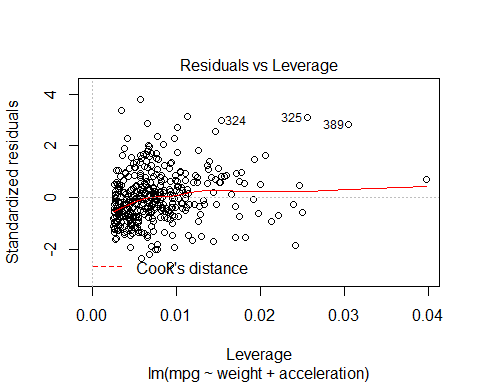 Residuals vs Leverage
Standardized residuals
4
2
0
-2
324
325
389
Cook's distance
0.00 0.01 0.02 0.03 0.04
Leverage
lm(mpg ~ weight + acceleration)